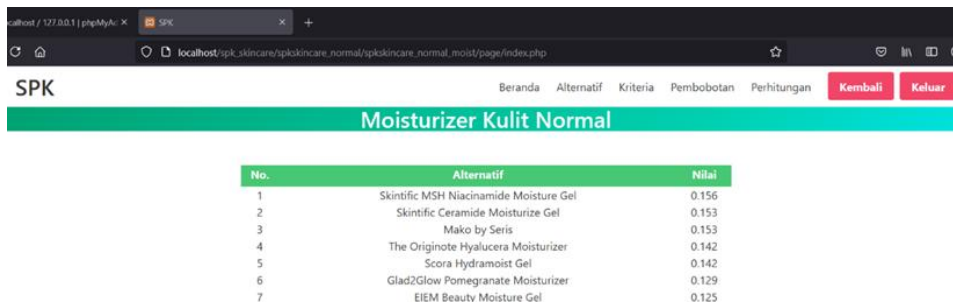 localhost / 127.0.0.1 | phpMyAc
SPK
localhost/spk_skincare/spkskincare_normal/spkskincare_normal_moist/page/index.php
SPK
Beranda Alternatif Kriteria Pembobotan Perhitungan Kembali Keluar
Moisturizer Kulit Normal
No. Alternatif Nilai
1 Skintific MSH Niacinamide Moisture Gel 0.156
2 Skintific Ceramide Moisturize Gel 0.153
3 Mako by Seris 0.153
4 The Originote Hyalucera Moisturizer 0.142
5 Scora Hydramoist Gel 0.142
6 Glad2Glow Pomegranate Moisturizer 0.129
7 EIEM Beauty Moisture Gel 0.125